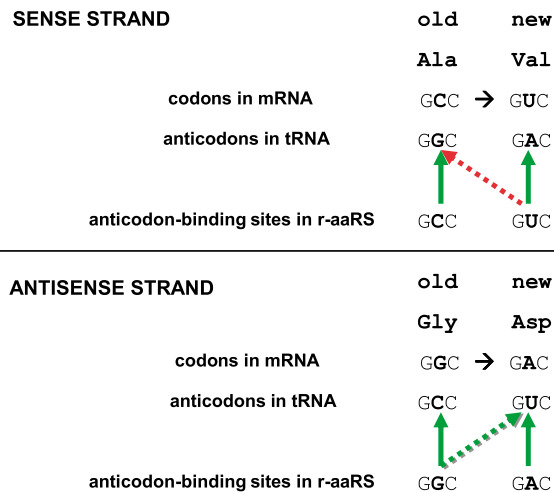 SENSE STRAND old new
Ala Val
codons in mRNA GCC → GUC
anticodons in tRNA GGC GAC
anticodon-binding sites in r-aaRS GCC GUC
ANTISENSE STRAND old new
Gly Asp
codons in mRNA GGC → GAC
anticodons in tRNA GCC GUC
anticodon-binding sites in r-aaRS GGC GAC